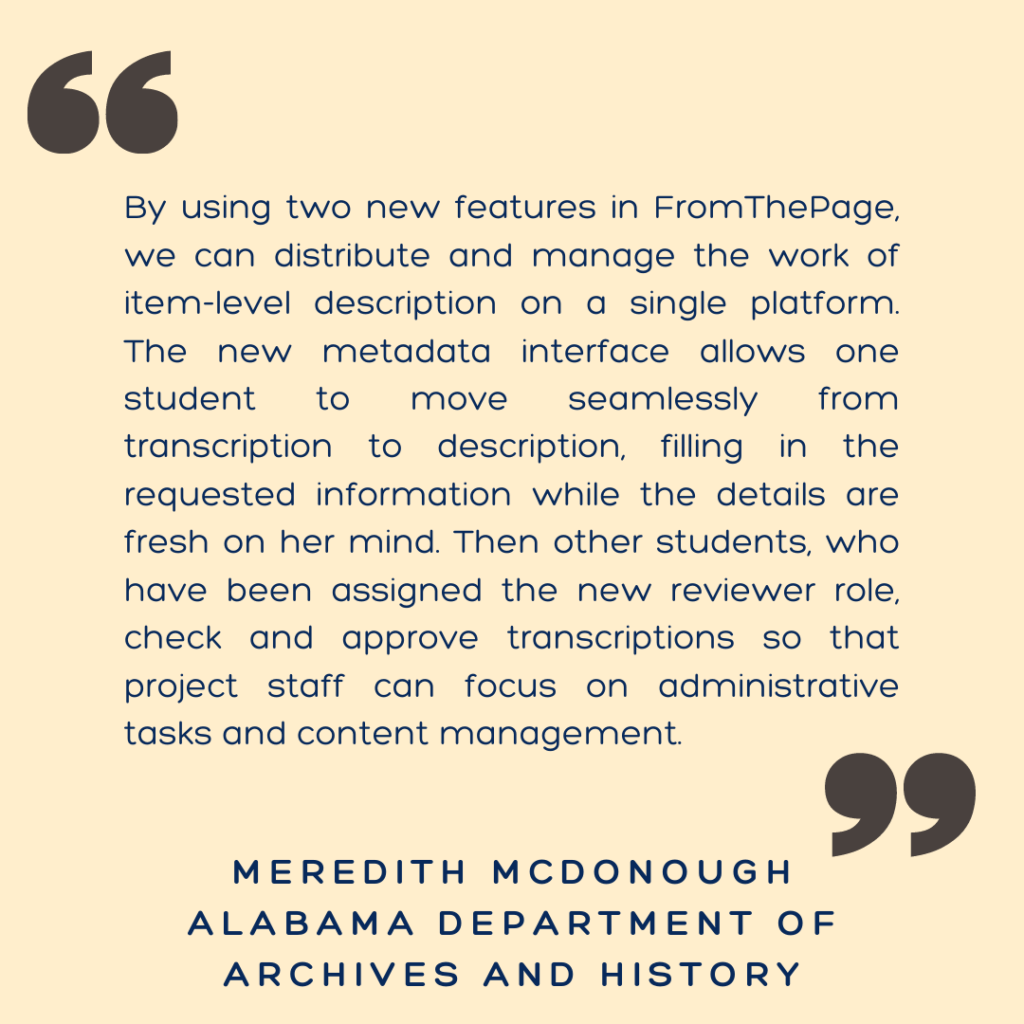 “
By using two new features in FromThePage,
we can distribute and manage the work of
item-level description on a single platform.
The new metadata interface allows one
student to move seamlessly from
transcription to description, filling in the
requested information while the details are
fresh on her mind. Then other students, who
have been assigned the new reviewer role,
check and approve transcriptions so that
project staff can focus on administrative
tasks and content management.
”
MEREDITH MCDONOUGH
ALABAMA DEPARTMENT OF
ARCHIVES AND HISTORY